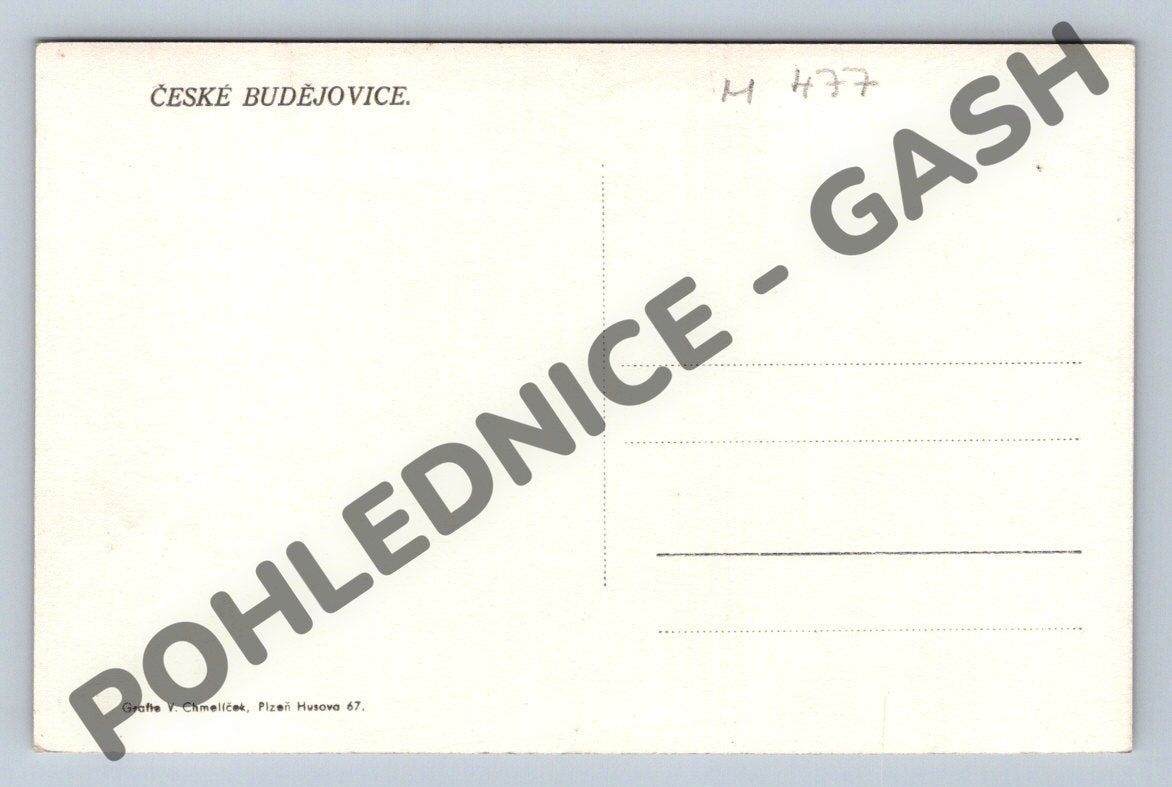 ČESKÉ BUDĚJOVICE.
M 477
POHLEDNICE - GASH
Grafie V. Chmelíček, Plzeň Husova 67.